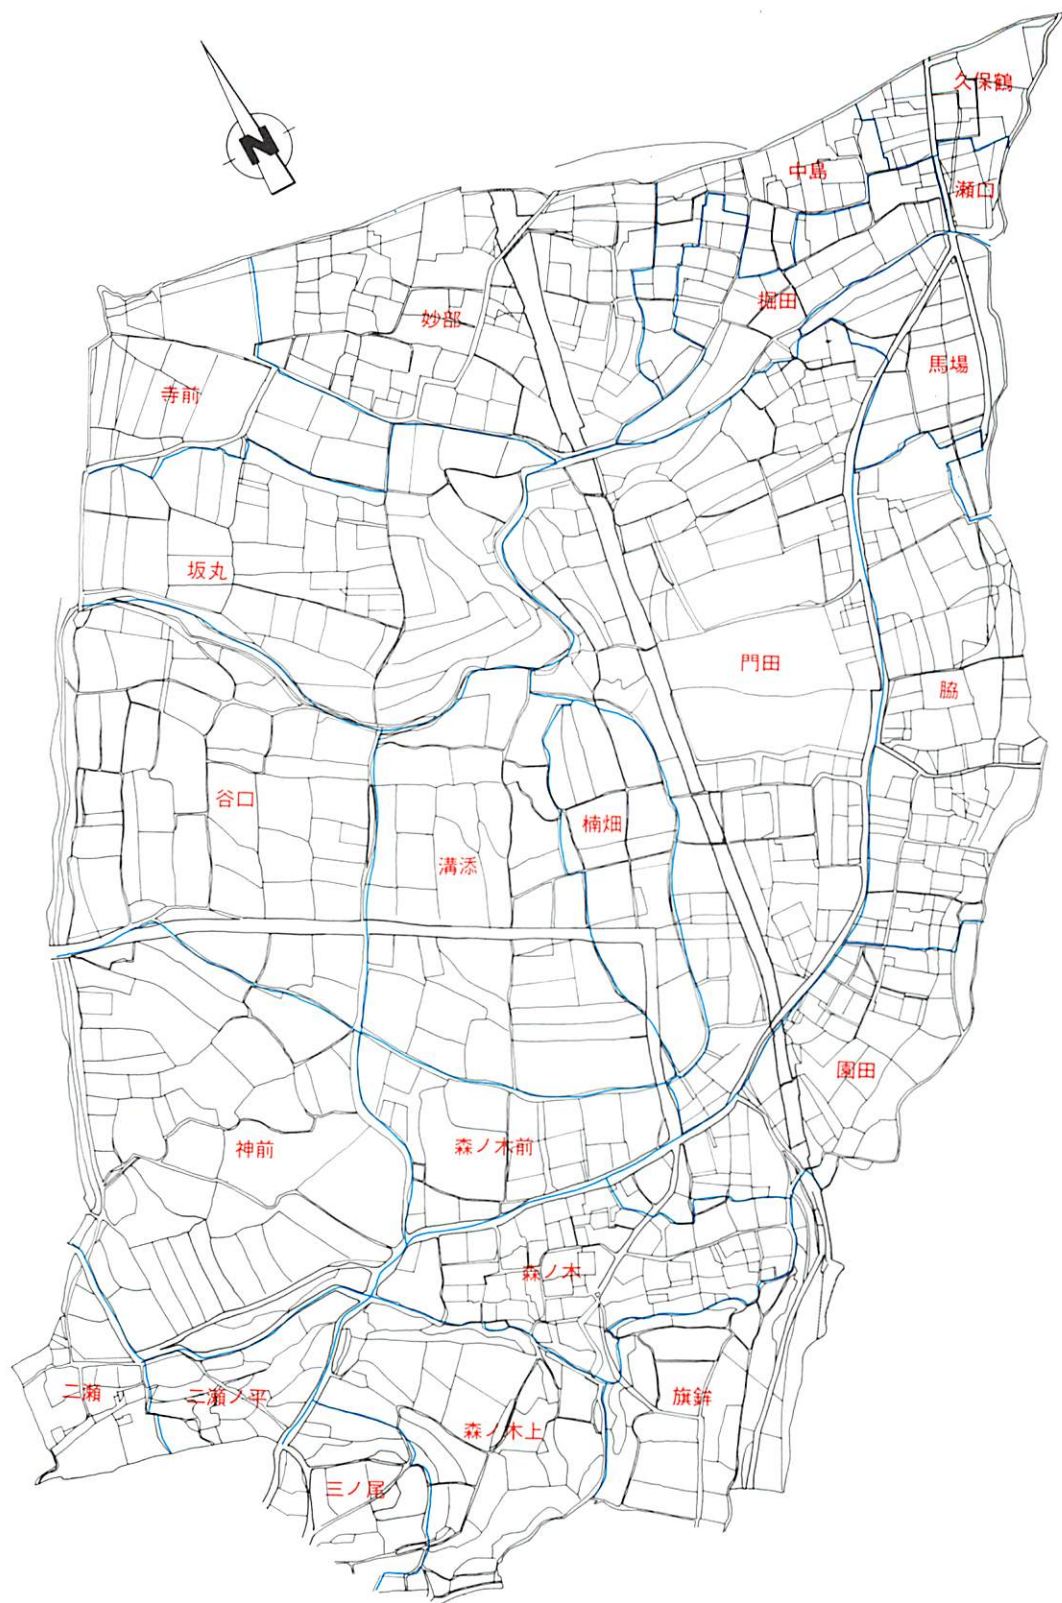 久保鶴
N
中島
瀬口
掘田
妙部
馬場
寺前
坂丸
門田
脇
谷口
楠畑
溝添
園田
神前
森ノ木前
森ノ木
二瀬
二瀬ノ平
旗鉾
森ノ木上
三ノ尾